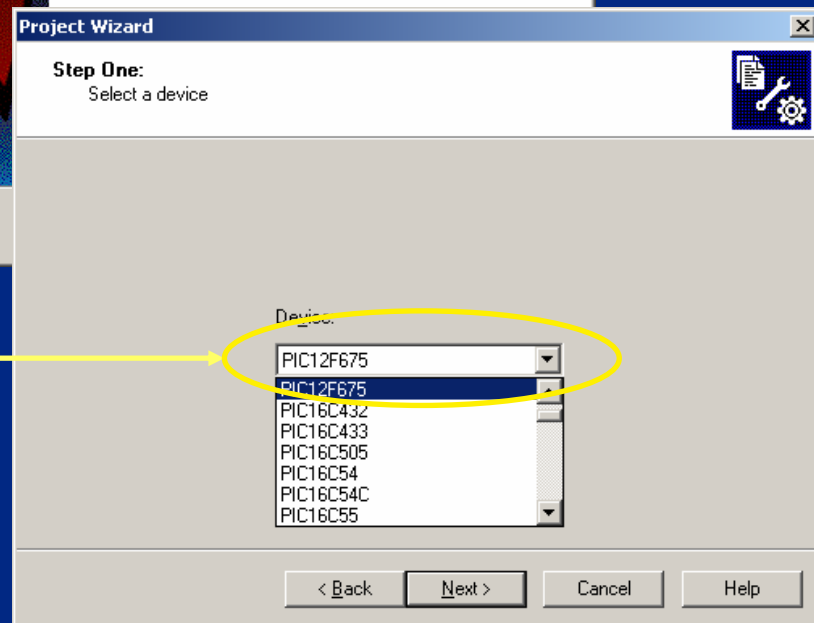 Project Wizard
Step One:
Select a device
Device:
PIC12F675
PIC12F675
PIC16C432
PIC16C433
PIC16C505
PIC16C54
PIC16C54C
PIC16C55
< Back Next > Cancel Help